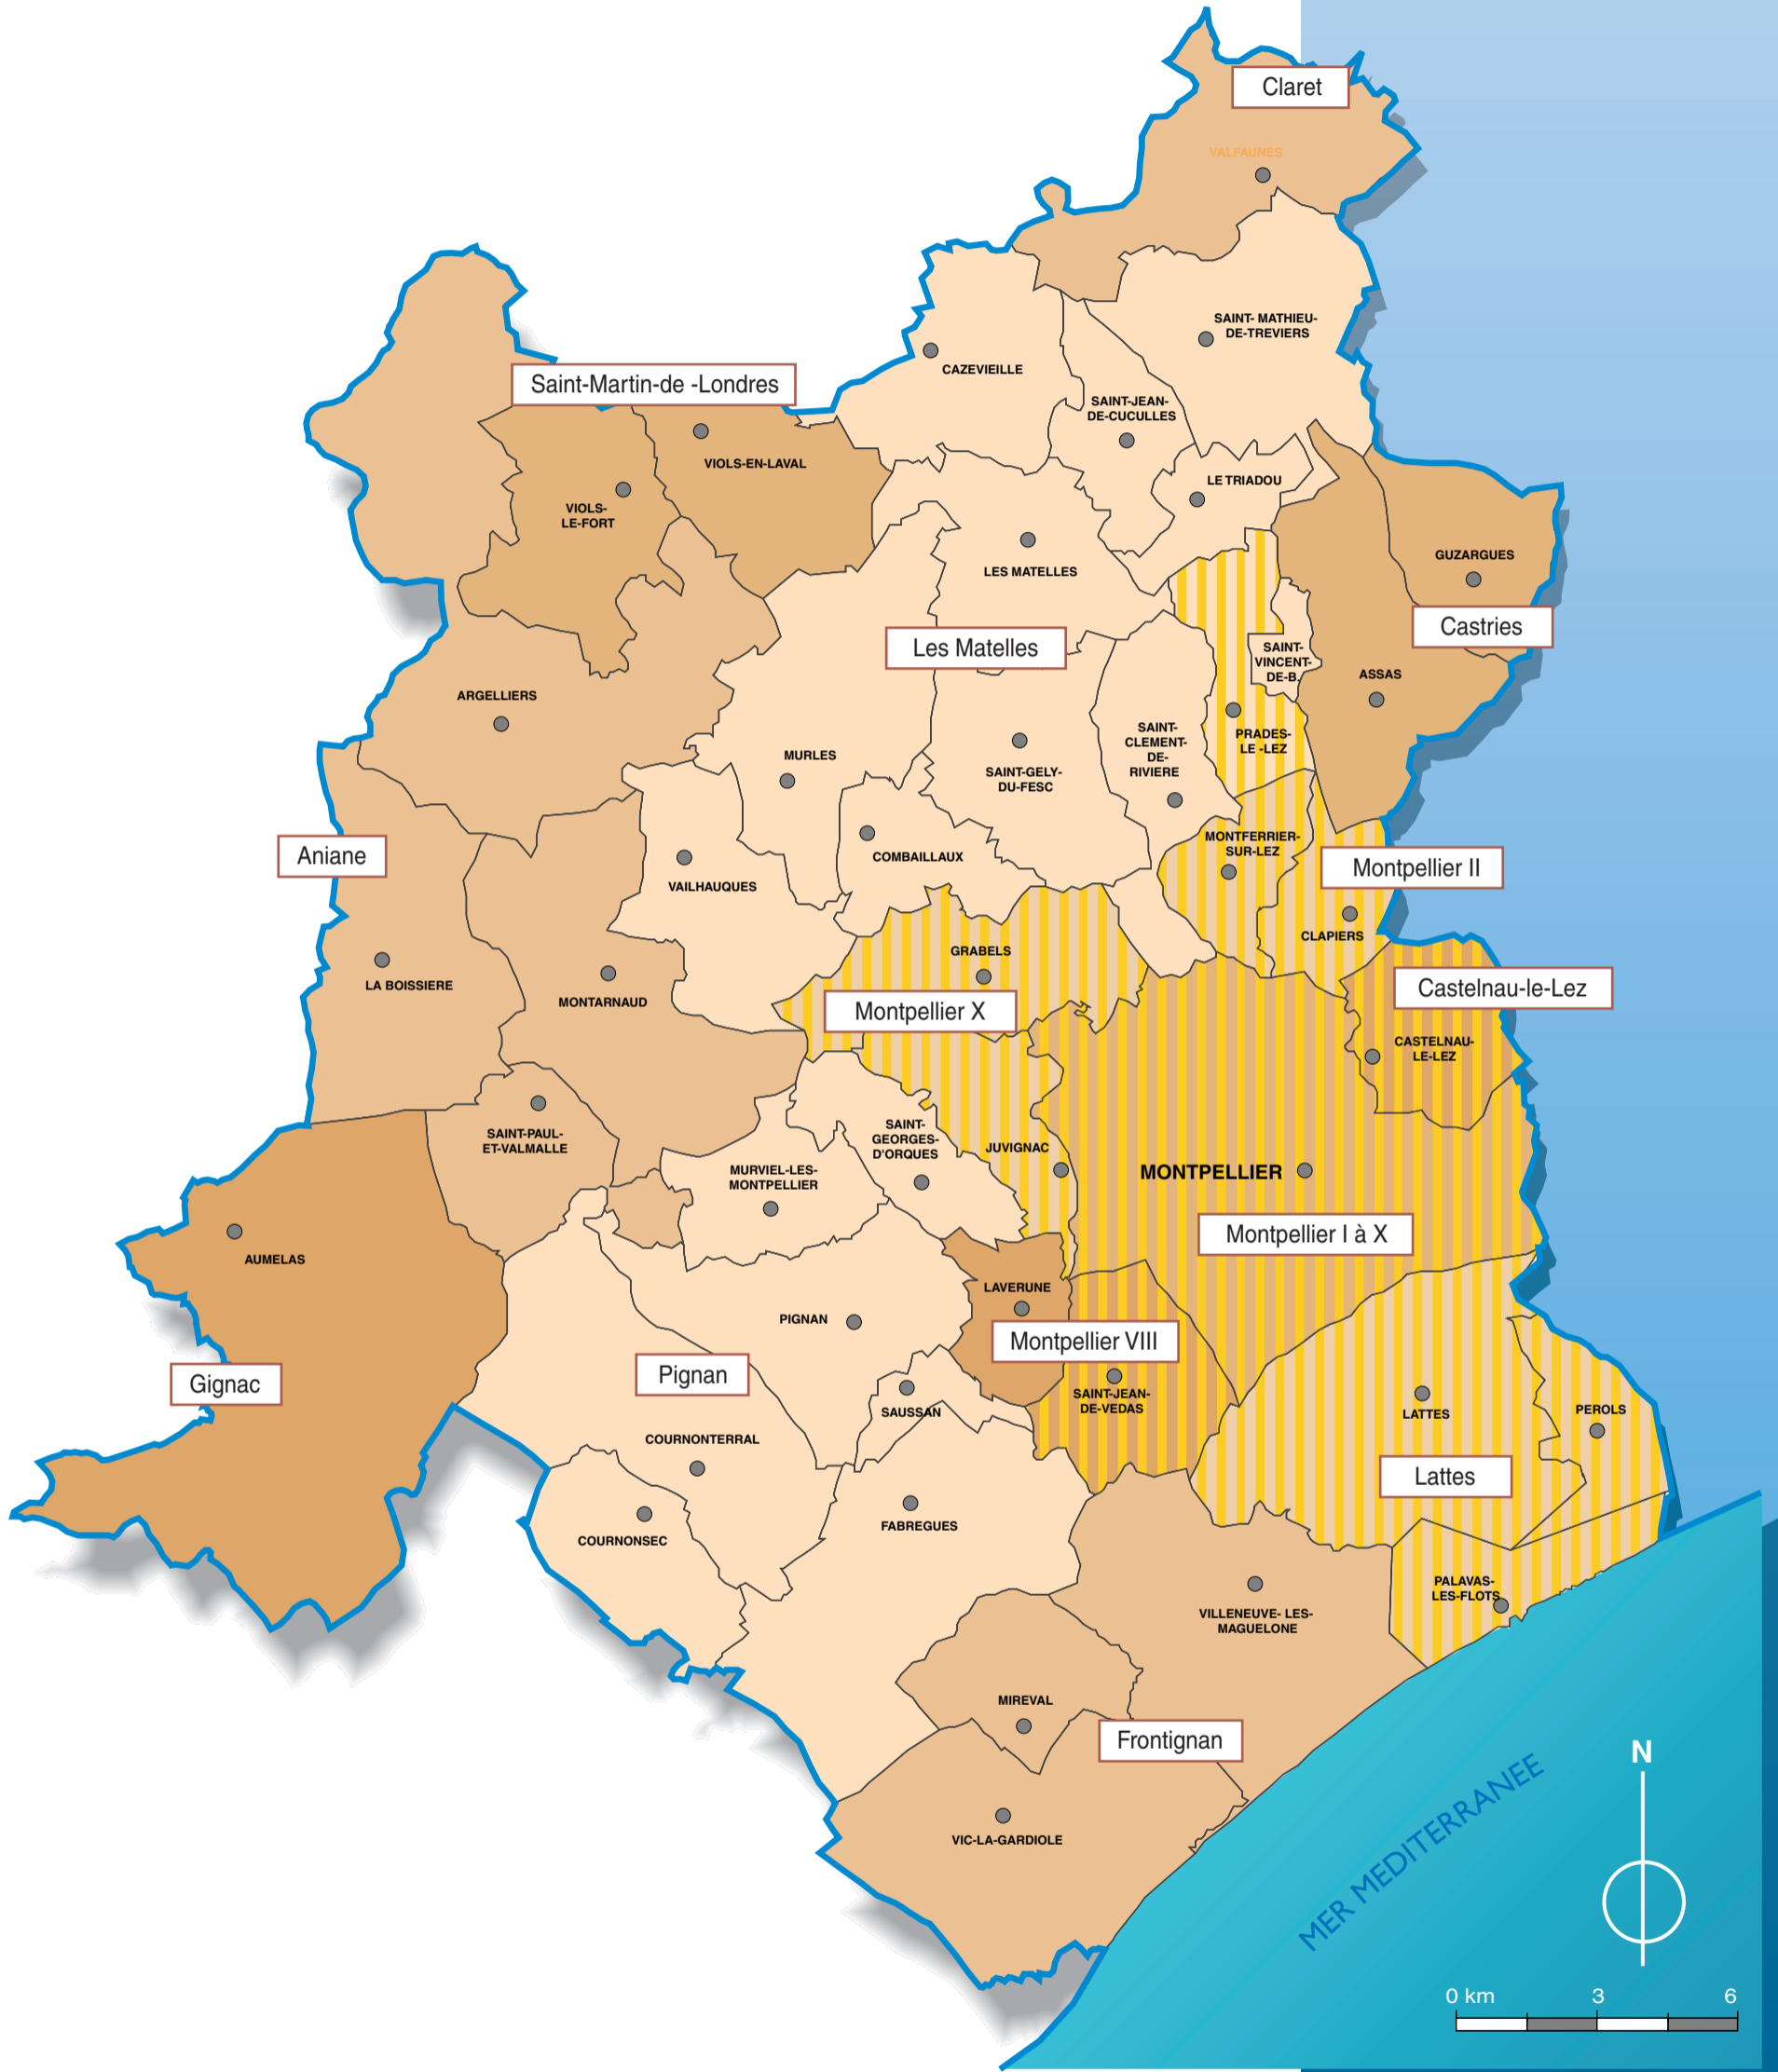 Claret
VALFAUNES
SAINT- MATHIEU-
DE-TREVIERS
CAZEVIEILLE
Saint-Martin-de -Londres
SAINT-JEAN-
DE-CUCULLES
VIOLS-EN-LAVAL
LE TRIADOU
VIOLS-
LE-FORT
GUZARGUES
LES MATELLES
Castries
Les Matelles
SAINT-
VINCENT-
DE-B.
ASSAS
ARGELLIERS
PRADES-
LE -LEZ
SAINT-
CLEMENT-
DE-
RIVIERE
MURLES
SAINT-GELY-
DU-FESC
MONTFERRIER-
SUR-LEZ
Aniane
COMBAILLAUX
Montpellier II
VAILHAUQUES
CLAPIERS
GRABELS
LA BOISSIERE
Castelnau-le-Lez
MONTARNAUD
Montpellier X
CASTELNAU-
LE-LEZ
SAINT-PAUL-
ET-VALMALLE
SAINT-
GEORGES-
D'ORQUES
JUVIGNAC
MURVIEL-LES-
MONTPELLIER
MONTPELLIER
Montpellier I à X
AUMELAS
LAVERUNE
PIGNAN
Montpellier VIII
Pignan
Gignac
SAINT-JEAN-
DE-VEDAS
SAUSSAN
LATTES
PEROLS
COURNONTERRAL
Lattes
FABREGUES
COURNONSEC
PALAVAS-
LES-FLOTS
VILLENEUVE- LES-
MAGUELONE
MIREVAL
Frontignan
N
VIC-LA-GARDIOLE
MER MEDITERRANEE
0 km 3 6